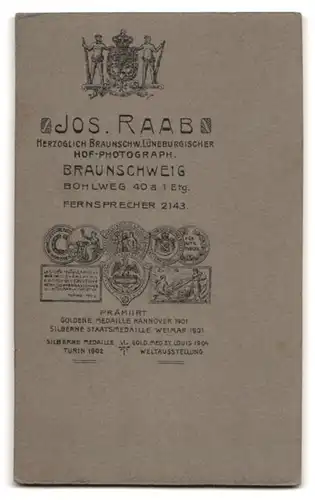 JOS. RAAB
HERZOGLICH BRAUNSCHW. LÜNEBURGISCHER
HOF-PHOTOGRAPH.
BRAUNSCHWEIG
BOHLWEG 40 a 1 Etg.
FERNSPRECHER 2143.
PRÄMIIRT
GOLDENE MEDAILLE HANNOVER 1901
SILBERNE STAATSMEDAILLE WEIMAR 1901
SILBERNE MEDAILLE GOLD. MED. ST. LOUIS 1904
TURIN 1902 WELTAUSSTELLUNG